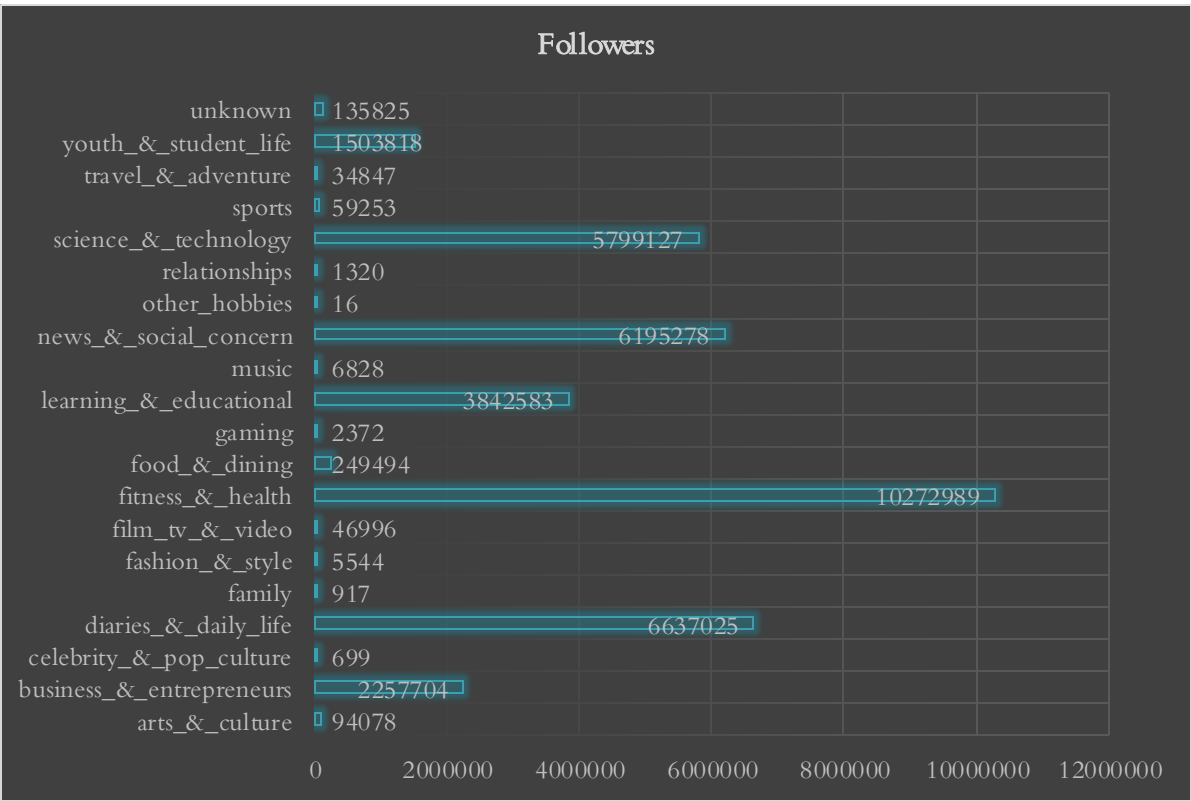 Followers
unknown 135825
youth_&_student_life 1503818
travel_&_adventure 34847
sports 59253
science_&_technology 5799127
relationships 1320
other_hobbies 16
news_&_social_concern 6195278
music 6828
learning_&_educational 3842583
gaming 2372
food_&_dining 249494
fitness_&_health 10272989
film_tv_&_video 46996
fashion_&_style 5544
family 917
diaries_&_daily_life 6637025
celebrity_&_pop_culture 699
business_&_entrepreneurs 2257704
arts_&_culture 94078
0 2000000 4000000 6000000 8000000 10000000 12000000